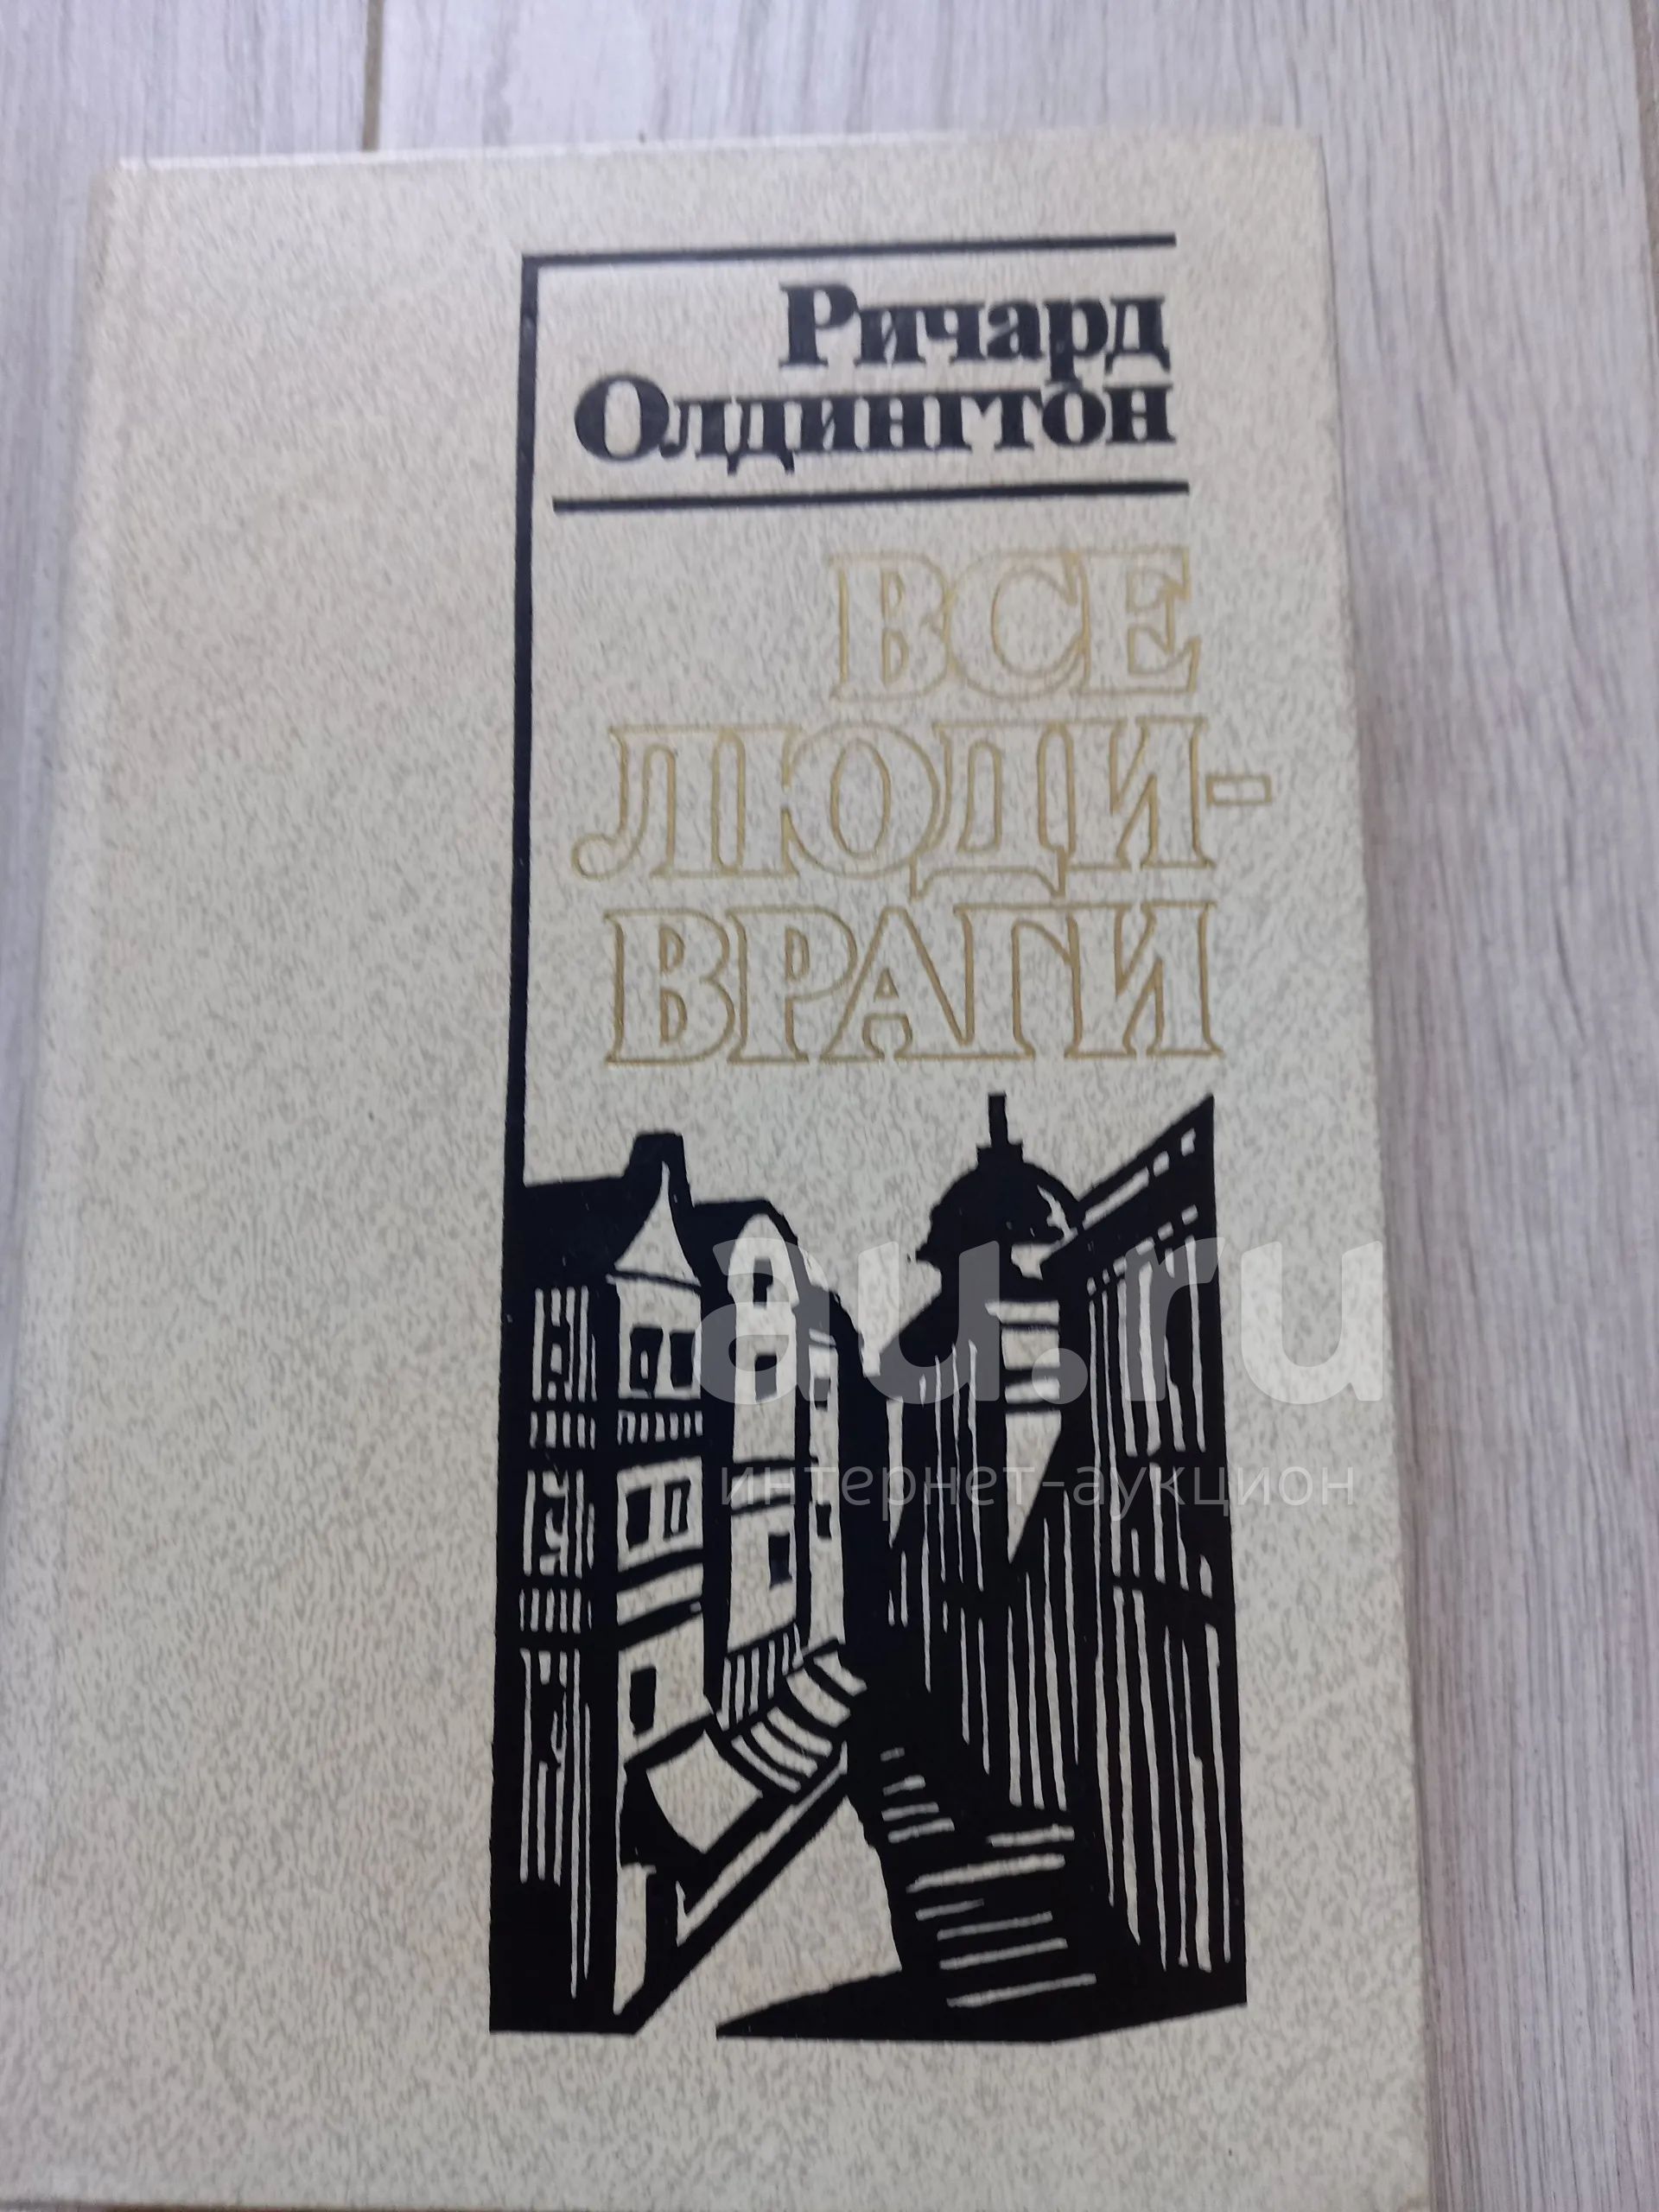 Ричард
Олдингтон
ВСЕ
ЛЮДИ-
ВРАГИ
au.ru
интернет-аукцион